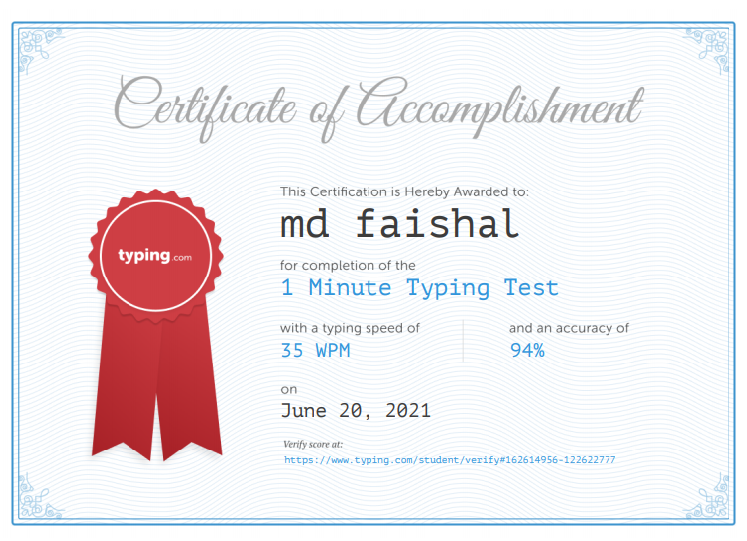 Certificate of Accomplishment
This Certification is Hereby Awarded to:
md faishal
typing.com
for completion of the
1 Minute Typing Test
with a typing speed of
and an accuracy of
35 WPM
94%
on
June 20, 2021
Verify score at:
https://www.typing.com/student/verify#162614956-122622777